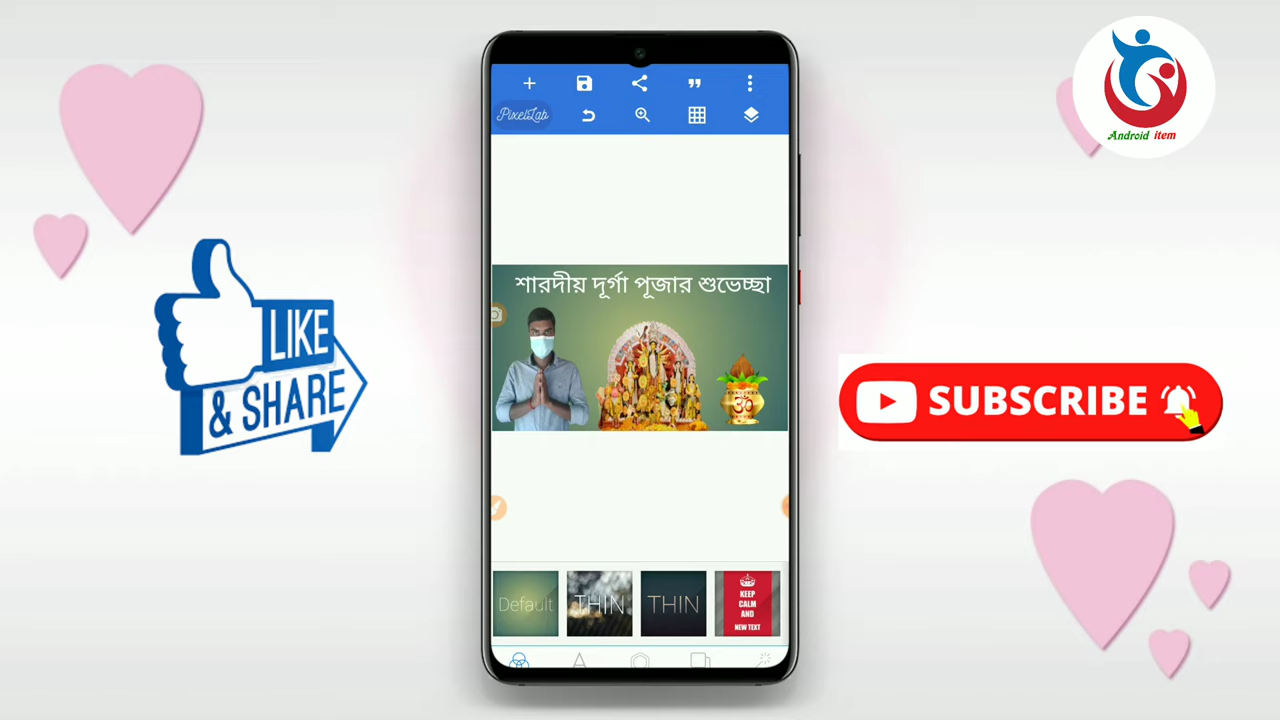 Android item
PixelLab
শারদীয় দূর্গা পূজার শুভেচ্ছা
ॐ
LIKE
& SHARE
SUBSCRIBE
Default
THIN
THIN
KEEP
CALM
AND
NEW TEXT
A